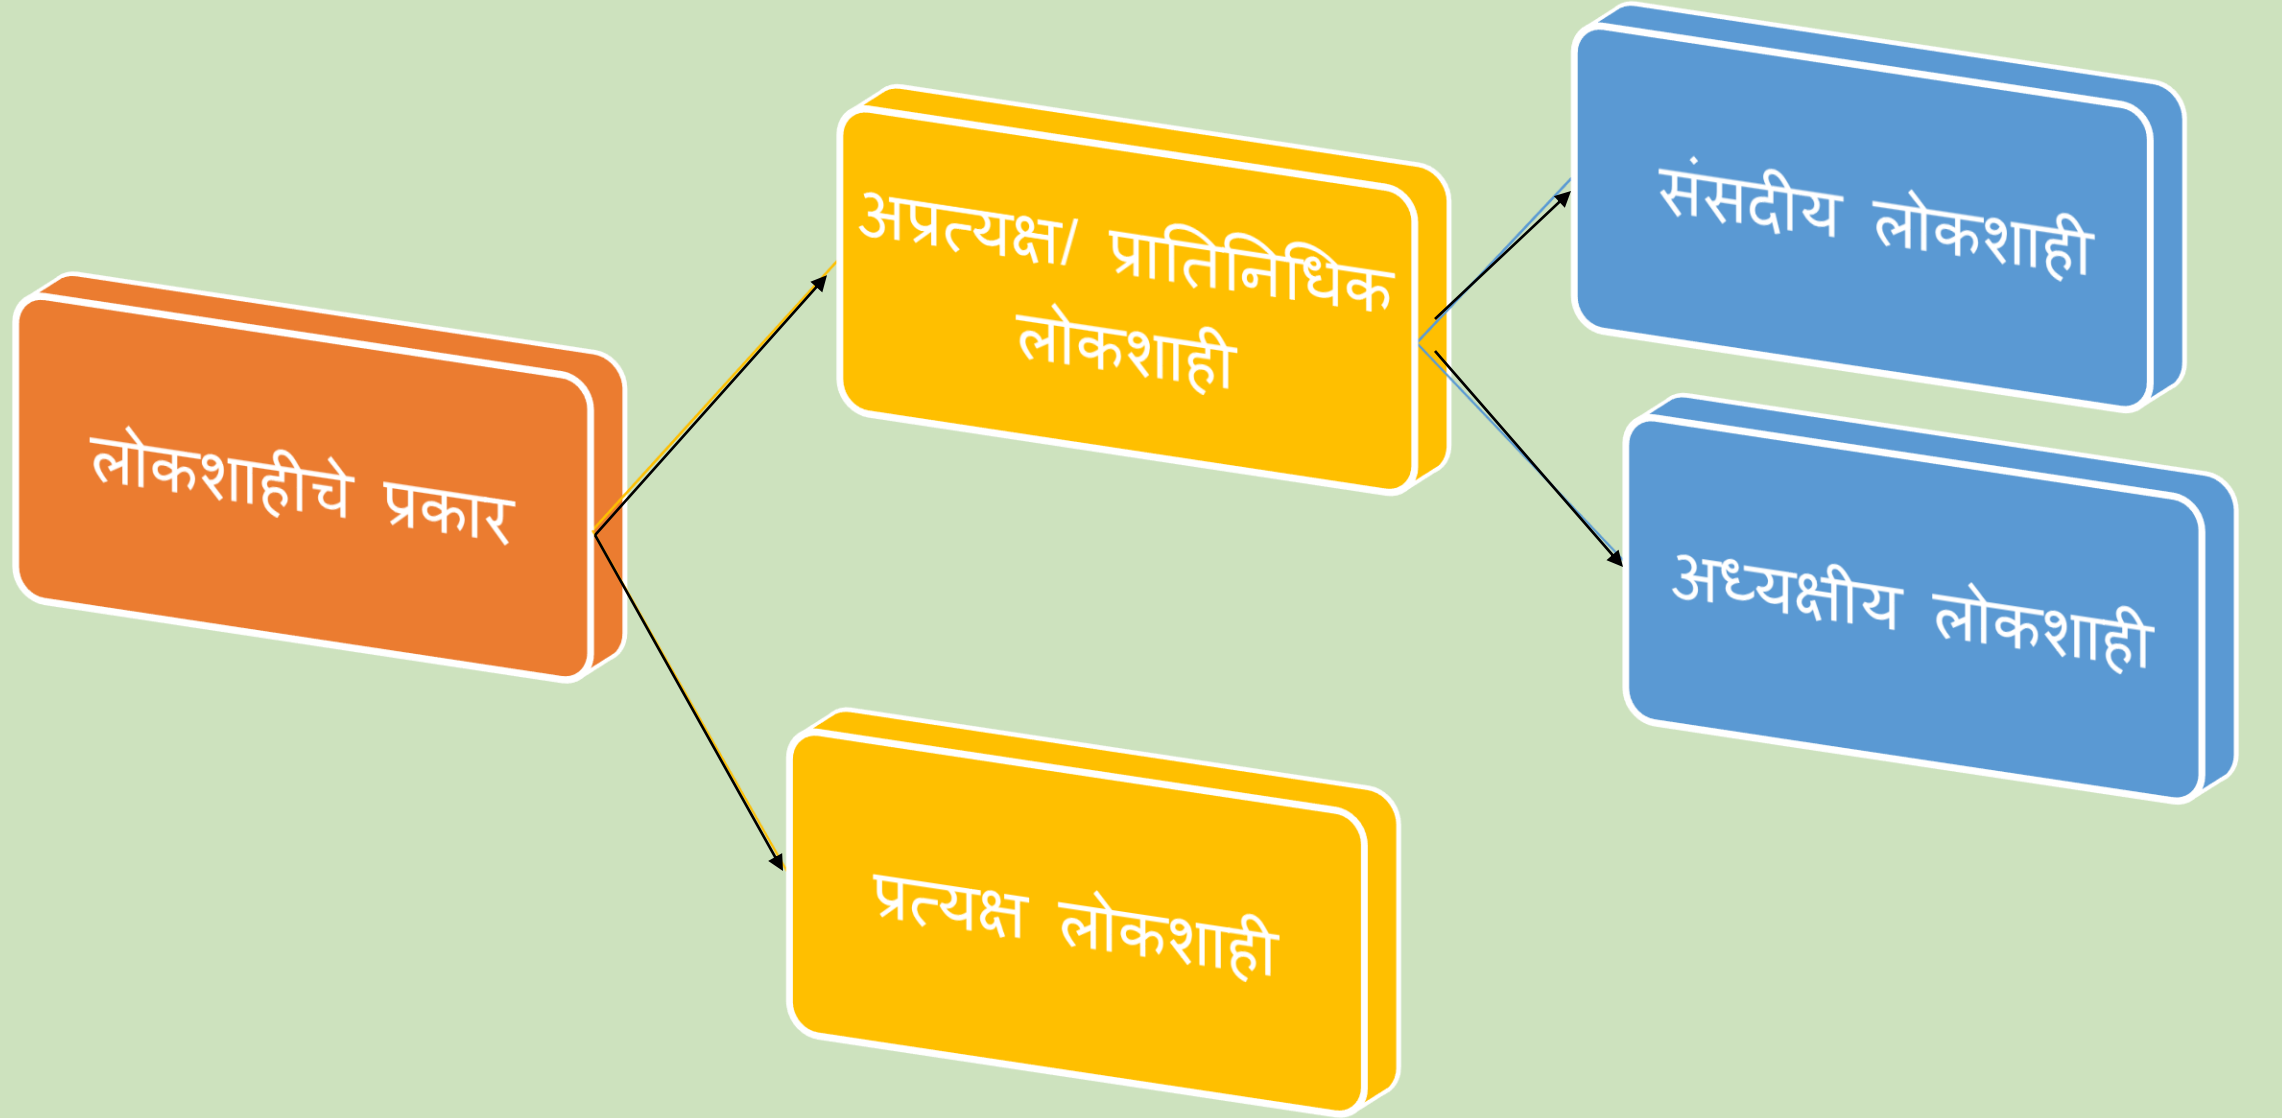 लोकशाहीचे प्रकार
अप्रत्यक्ष/ प्रातिनिधिक
लोकशाही
संसदीय लोकशाही
अध्यक्षीय लोकशाही
प्रत्यक्ष लोकशाही